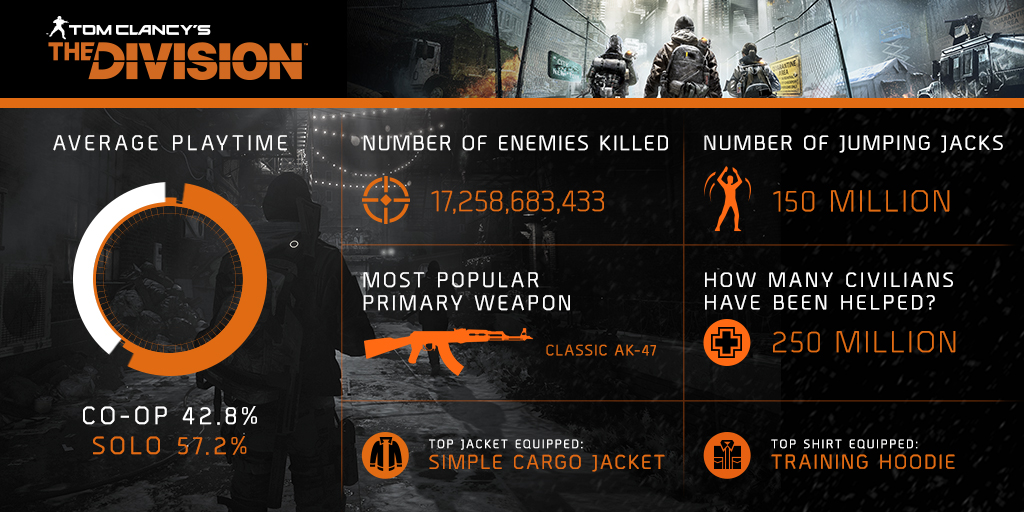 TOM CLANCY'S
THE DIVISION™
AVERAGE PLAYTIME
CO-OP 42.8%
SOLO 57.2%
NUMBER OF ENEMIES KILLED
17,258,683,433
NUMBER OF JUMPING JACKS
150 MILLION
MOST POPULAR
PRIMARY WEAPON
CLASSIC AK-47
HOW MANY CIVILIANS
HAVE BEEN HELPED?
250 MILLION
TOP JACKET EQUIPPED:
SIMPLE CARGO JACKET
TOP SHIRT EQUIPPED:
TRAINING HOODIE